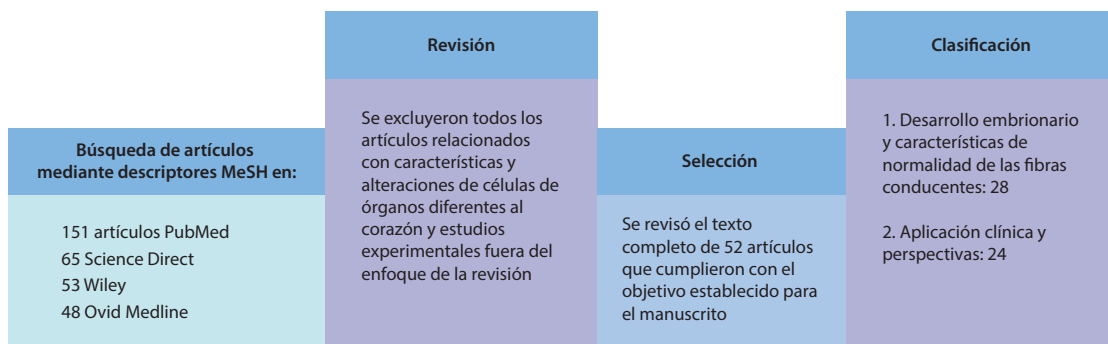 Búsqueda de artículos
mediante descriptores MeSH en:
151 artículos PubMed
65 Science Direct
53 Wiley
48 Ovid Medline
Revisión
Se excluyeron todos los
artículos relacionados
con características y
alteraciones de células de
órganos diferentes al
corazón y estudios
experimentales fuera del
enfoque de la revisión
Selección
Se revisó el texto
completo de 52 artículos
que cumplieron con el
objetivo establecido para
el manuscrito
Clasificación
1. Desarrollo embrionario
y características de
normalidad de las fibras
conducentes: 28
2. Aplicación clínica y
perspectivas: 24